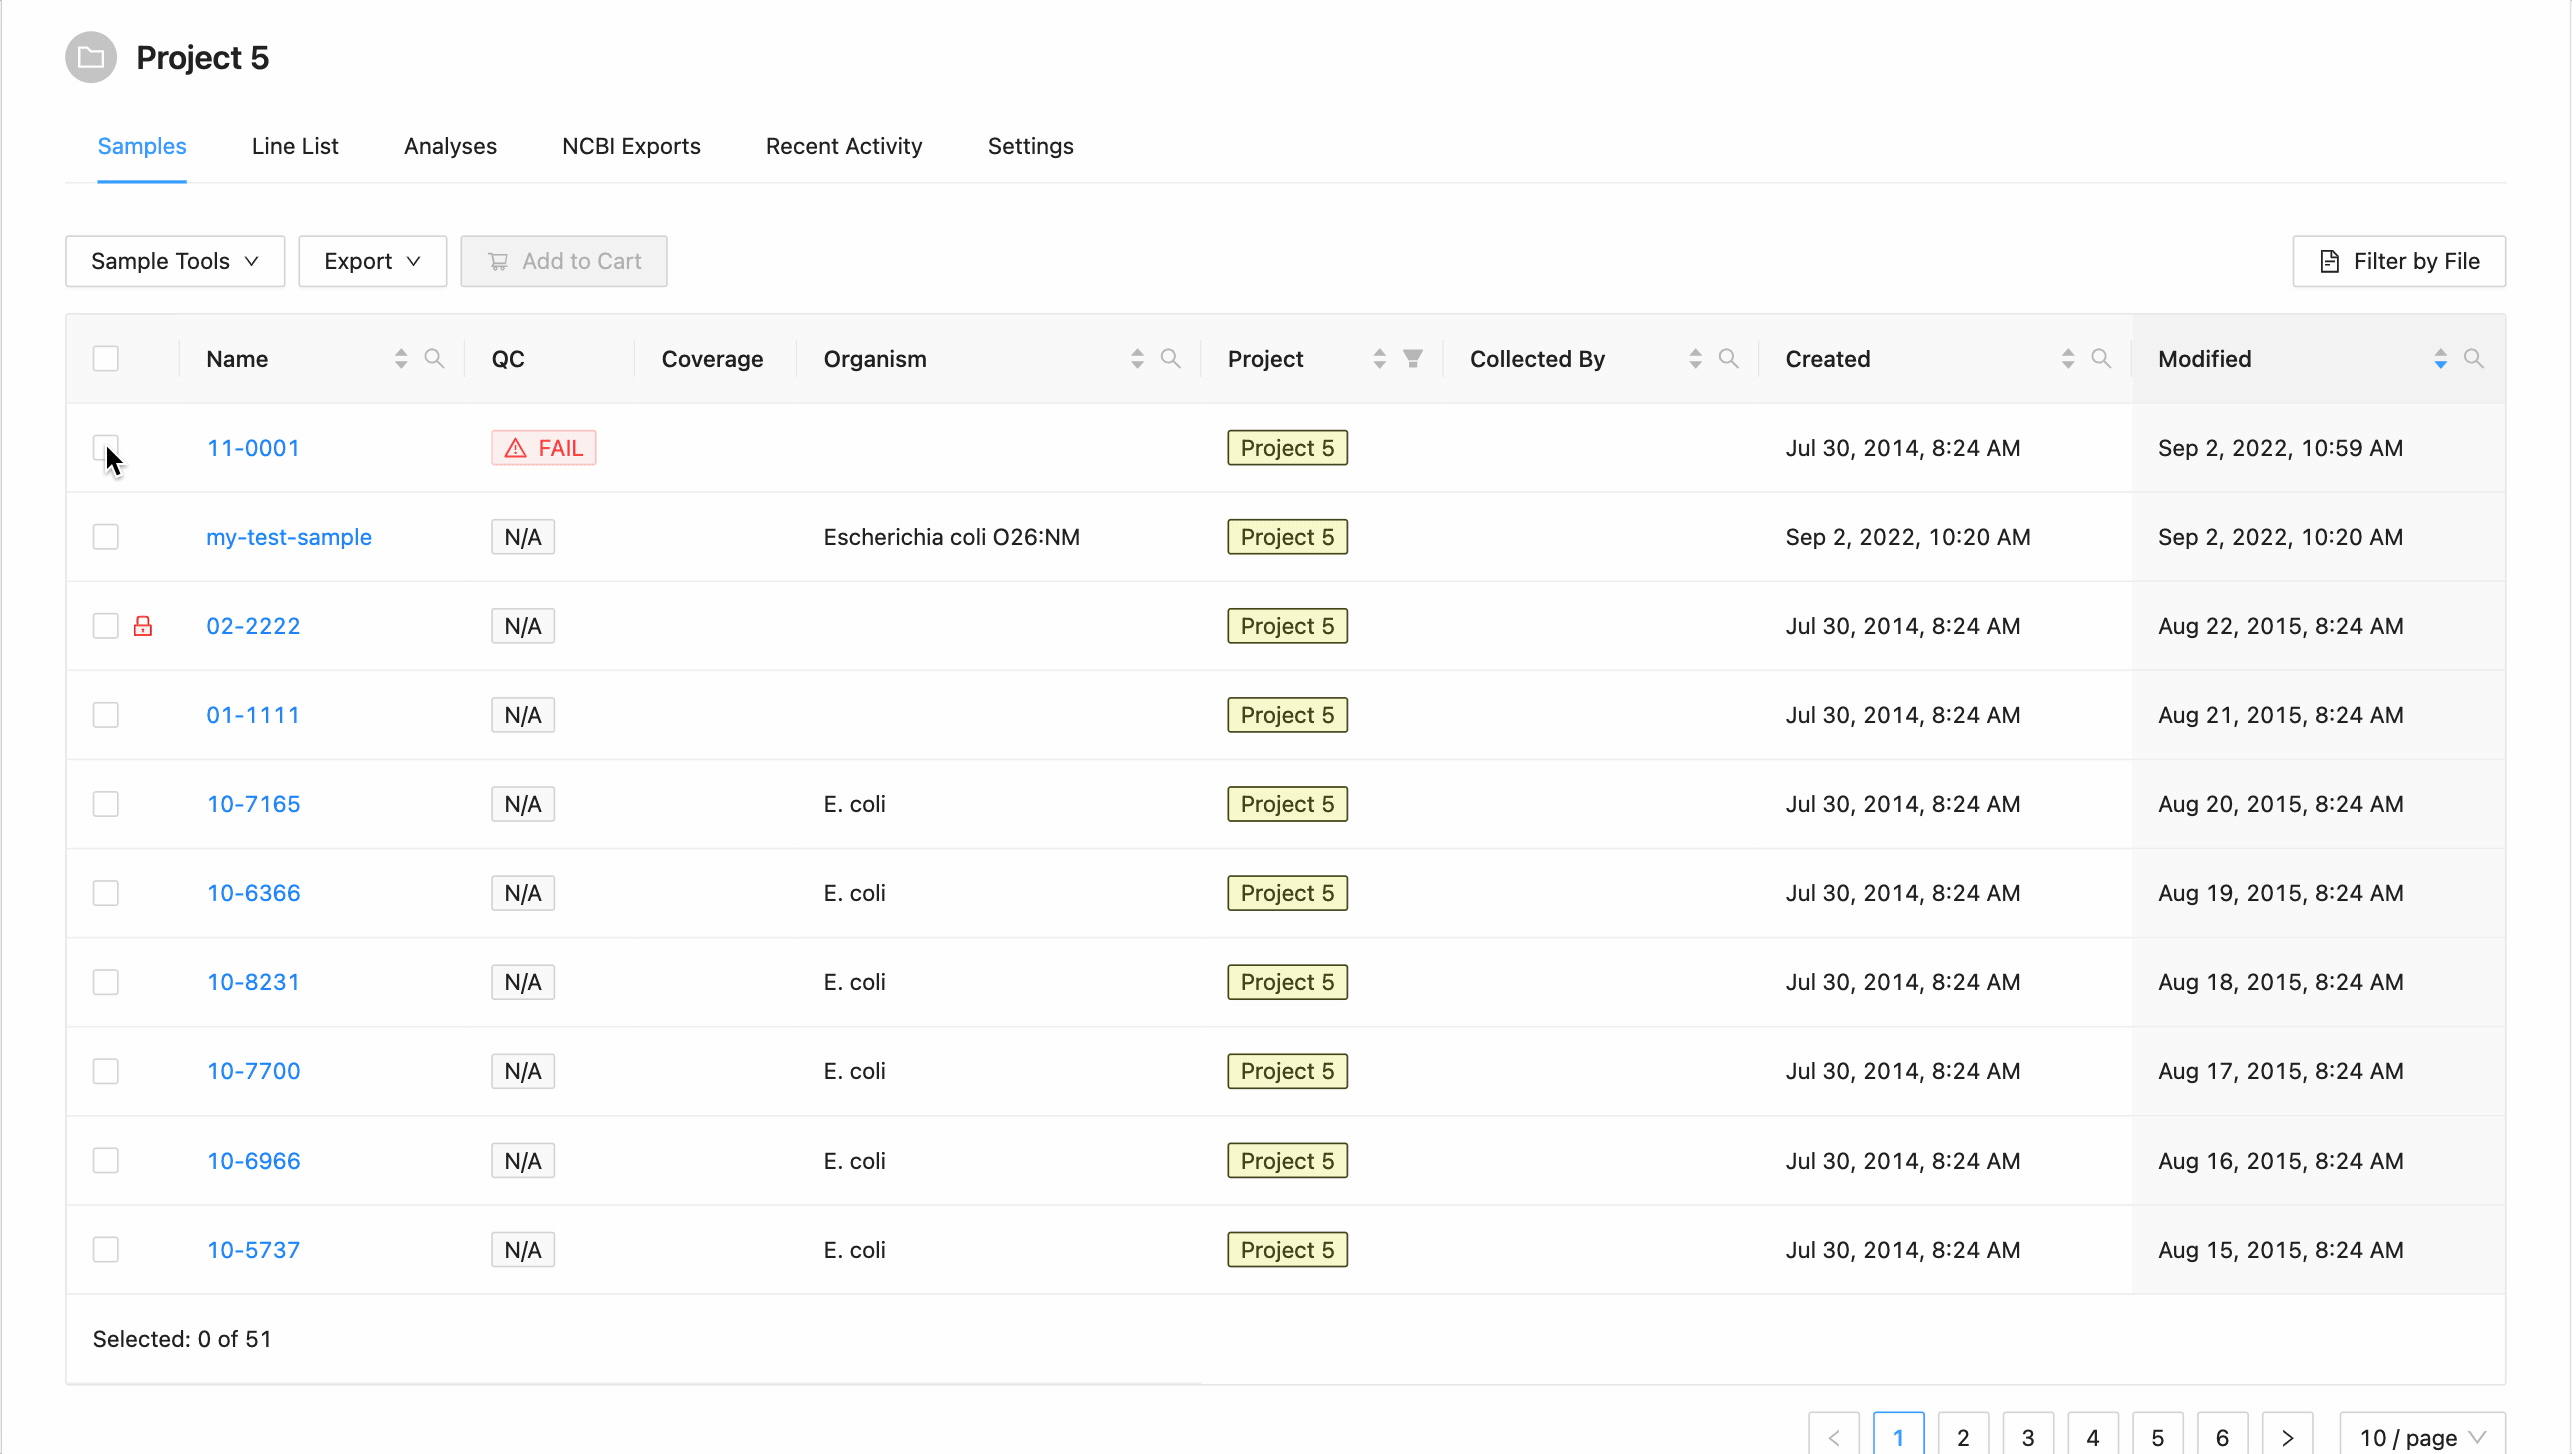 Project 5
Samples Line List Analyses NCBI Exports Recent Activity Settings
Sample Tools Export Add to Cart Filter by File
Name QC Coverage Organism Project Collected By Created Modified
11-0001 FAIL Project 5 Jul 30, 2014, 8:24 AM Sep 2, 2022, 10:59 AM
my-test-sample N/A Escherichia coli O26:NM Project 5 Sep 2, 2022, 10:20 AM Sep 2, 2022, 10:20 AM
02-2222 N/A Project 5 Jul 30, 2014, 8:24 AM Aug 22, 2015, 8:24 AM
01-1111 N/A Project 5 Jul 30, 2014, 8:24 AM Aug 21, 2015, 8:24 AM
10-7165 N/A E. coli Project 5 Jul 30, 2014, 8:24 AM Aug 20, 2015, 8:24 AM
10-6366 N/A E. coli Project 5 Jul 30, 2014, 8:24 AM Aug 19, 2015, 8:24 AM
10-8231 N/A E. coli Project 5 Jul 30, 2014, 8:24 AM Aug 18, 2015, 8:24 AM
10-7700 N/A E. coli Project 5 Jul 30, 2014, 8:24 AM Aug 17, 2015, 8:24 AM
10-6966 N/A E. coli Project 5 Jul 30, 2014, 8:24 AM Aug 16, 2015, 8:24 AM
10-5737 N/A E. coli Project 5 Jul 30, 2014, 8:24 AM Aug 15, 2015, 8:24 AM
Selected: 0 of 51
< 1 2 3 4 5 6 > 10 / page